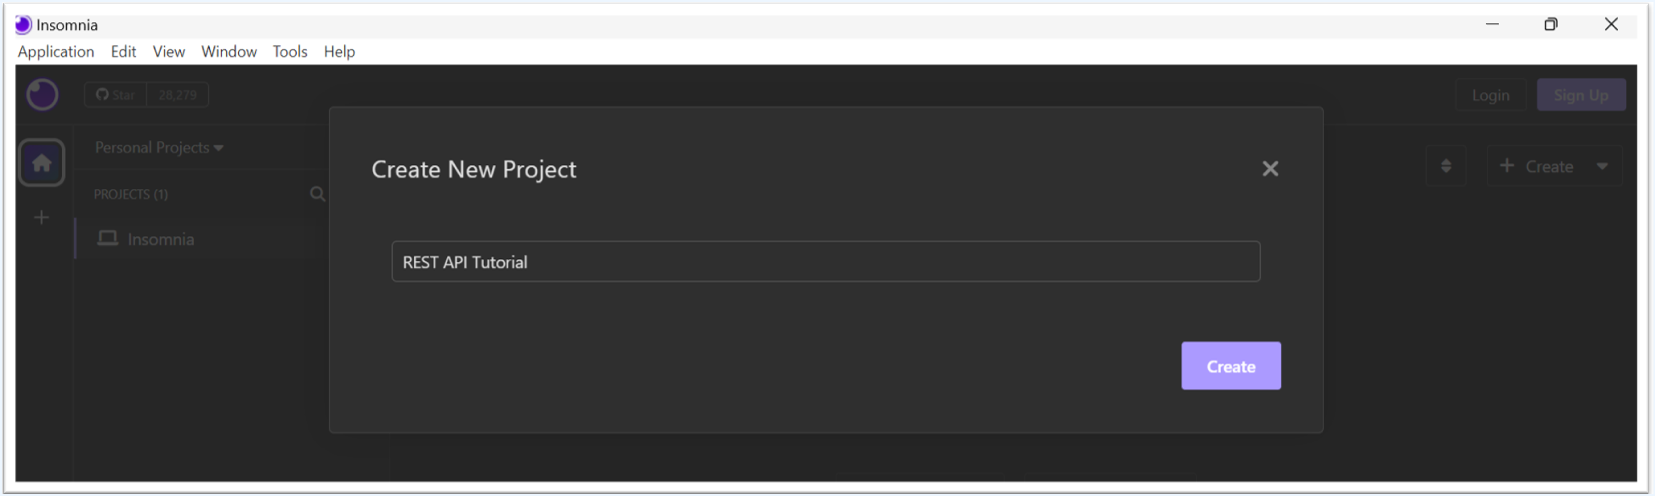 Insomnia
Application Edit View Window Tools Help
Star 28,279
Login Sign Up
Personal Projects
Create New Project
Create
PROJECTS (1)
Insomnia
REST API Tutorial
Create